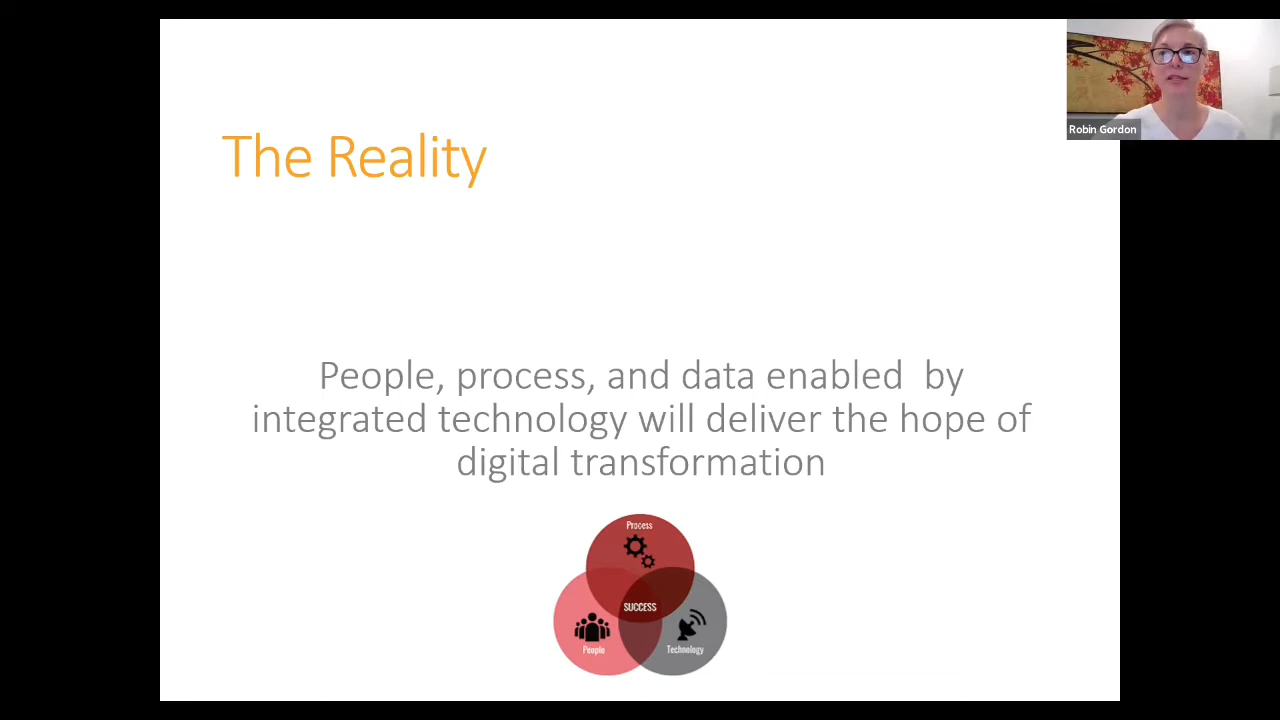 Robin Gordon
The Reality
People, process, and data enabled  by
integrated technology will deliver the hope of
digital transformation
Process
SUCCESS
People
Technology